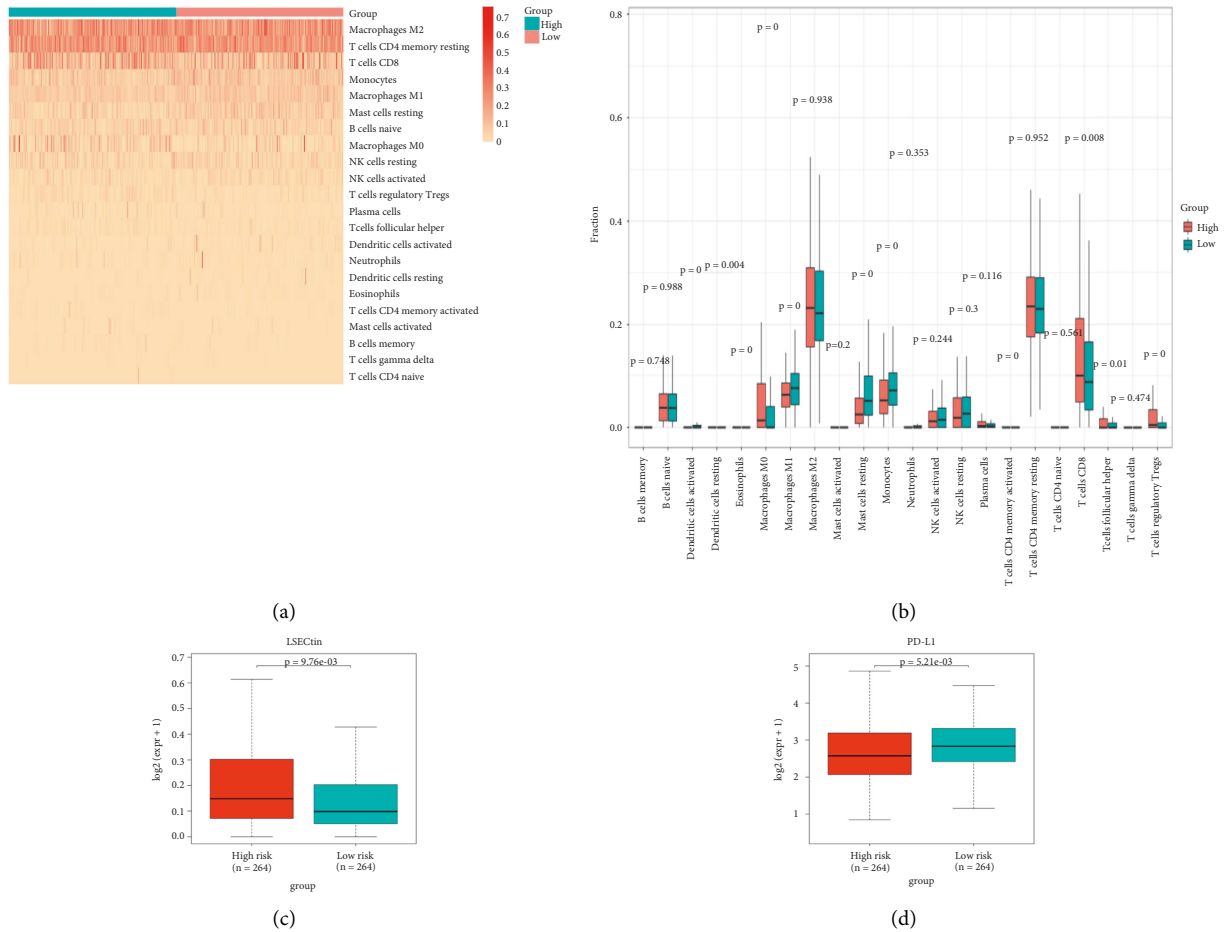 Group
Macrophages M2
T cells CD4 memory resting
T cells CD8
Monocytes
Macrophages M1
Mast cells resting
B cells naive
Macrophages M0
NK cells resting
NK cells activated
T cells regulatory Tregs
Plasma cells
Tcells follicular helper
Dendritic cells activated
Neutrophils
Dendritic cells resting
Eosinophils
T cells CD4 memory activated
Mast cells activated
B cells memory
T cells gamma delta
T cells CD4 naive
0.7
0.6
0.5
0.4
0.3
0.2
0.1
0
Group
High
Low
(a)
Fraction
0.8
0.6
0.4
0.2
0.0
p = 0.748
p = 0.988
p = 0
p = 0.004
p = 0
p = 0
p = 0
p = 0.938
p=0.2
p = 0
p = 0
p = 0.353
p = 0.244
p = 0.3
p = 0.116
p = 0
p = 0.952
p = 0.561
p = 0.008
p = 0.01
p = 0.474
p = 0
B cells memory
B cells naive
Dendritic cells activated
Dendritic cells resting
Eosinophils
Macrophages M0
Macrophages M1
Macrophages M2
Mast cells activated
Mast cells resting
Monocytes
Neutrophils
NK cells activated
NK cells resting
Plasma cells
T cells CD4 memory activated
T cells CD4 memory resting
T cells CD4 naive
T cells CD8
Tcells follicular helper
T cells gamma delta
T cells regulatory Tregs
Group
High
Low
(b)
LSECtin
p = 9.76e-03
log2 (expr + 1)
0.7
0.6
0.5
0.4
0.3
0.2
0.1
0.0
High risk
(n = 264)
Low risk
(n = 264)
group
(c)
PD-L1
p = 5.21e-03
log2 (expr + 1)
5
4
3
2
1
High risk
(n = 264)
Low risk
(n = 264)
group
(d)